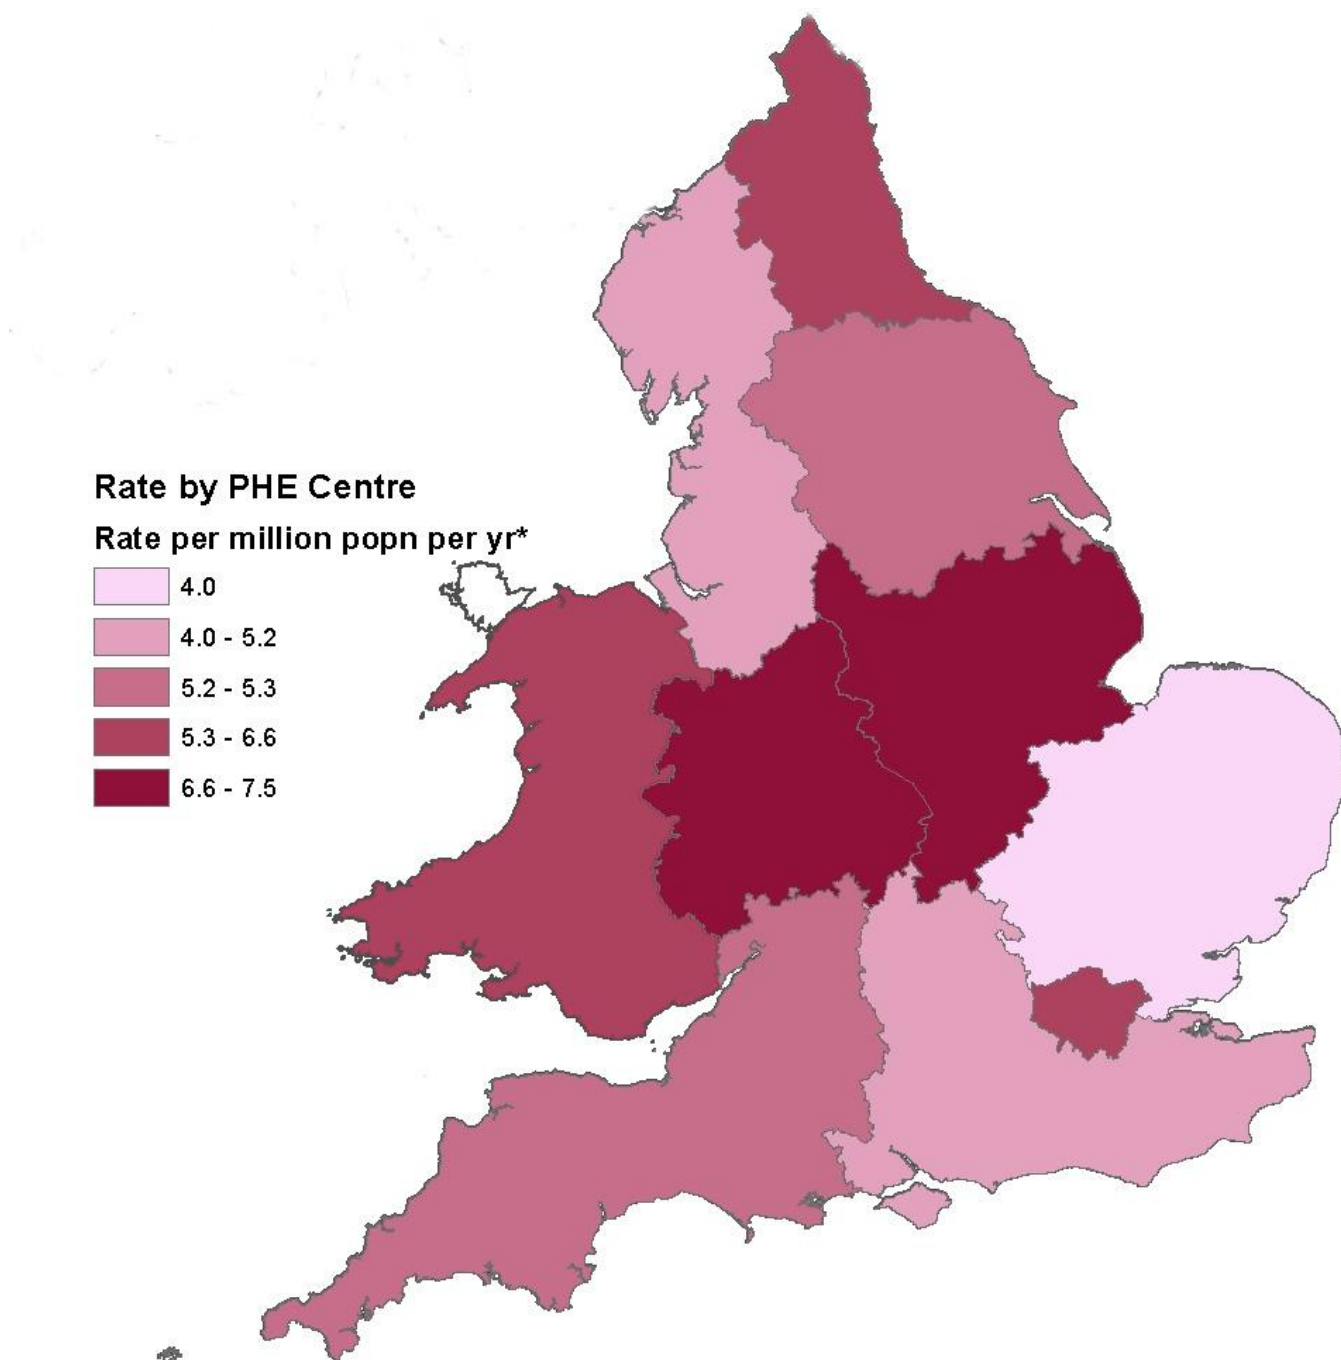 Rate by PHE Centre
Rate per million popn per yr*
4.0
4.0 - 5.2
5.2 - 5.3
5.3 - 6.6
6.6 - 7.5